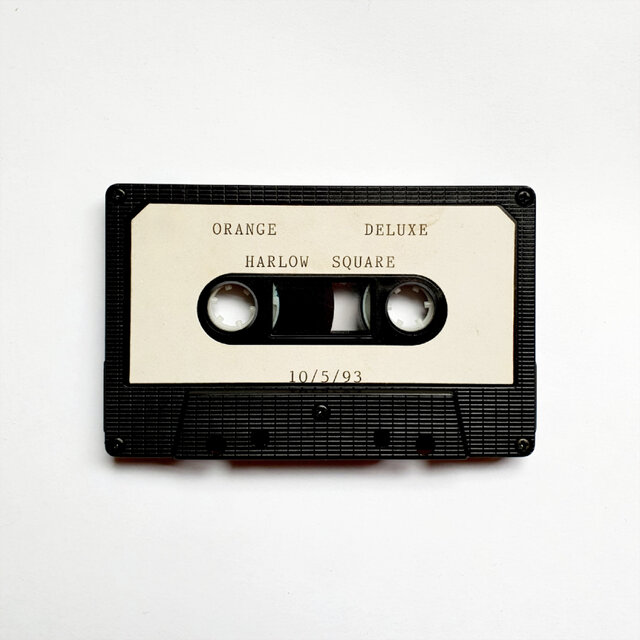 ORANGE DELUXE
HARLOW SQUARE
10/5/93